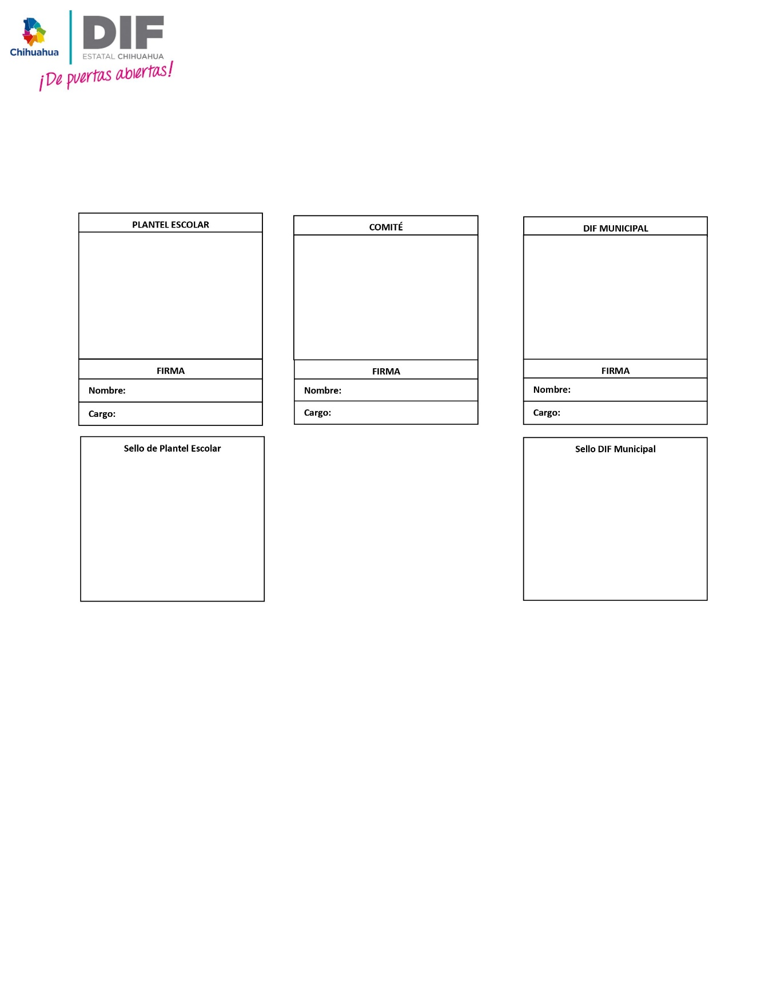 Chihuahua
DIF
ESTATAL CHIHUAHUA
¡De puertas abiertas!
PLANTEL ESCOLAR
COMITÉ
DIF MUNICIPAL
FIRMA
FIRMA
FIRMA
Nombre:
Nombre:
Nombre:
Cargo:
Cargo:
Cargo:
Sello de Plantel Escolar
Sello DIF Municipal